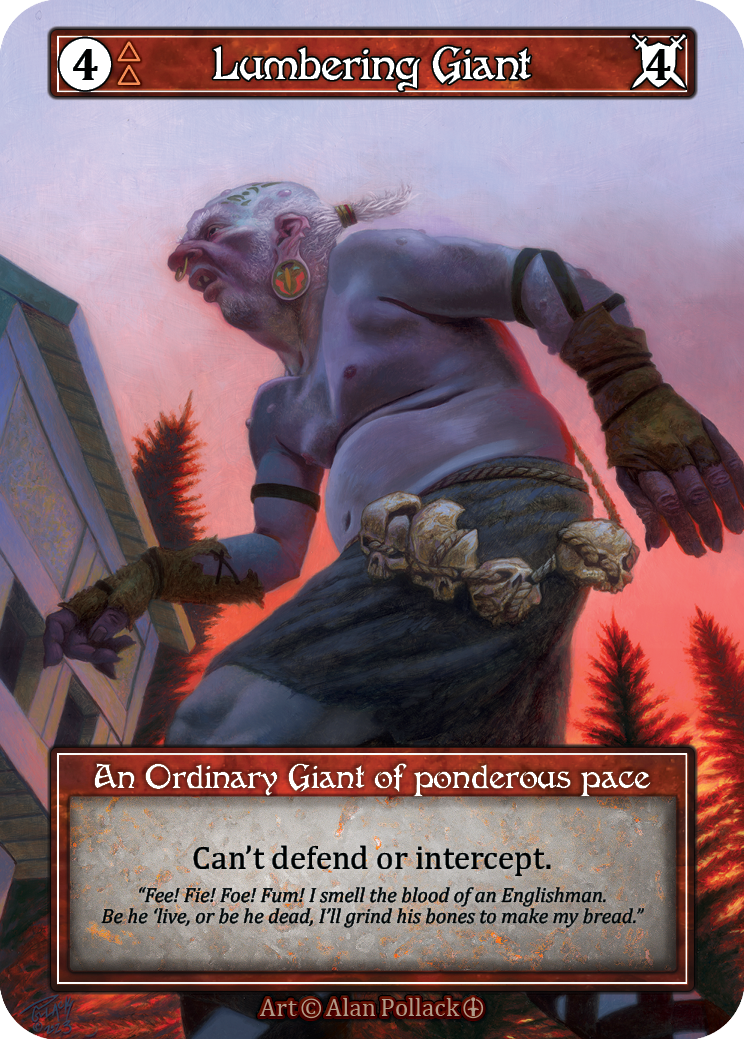 4 Lumbering Giant 4
An Ordinary Giant of ponderous pace
Can't defend or intercept.
“Fee! Fie! Foe! Fum! I smell the blood of an Englishman.
Be he ‘live, or be he dead, I’ll grind his bones to make my bread.”
Art © Alan Pollack